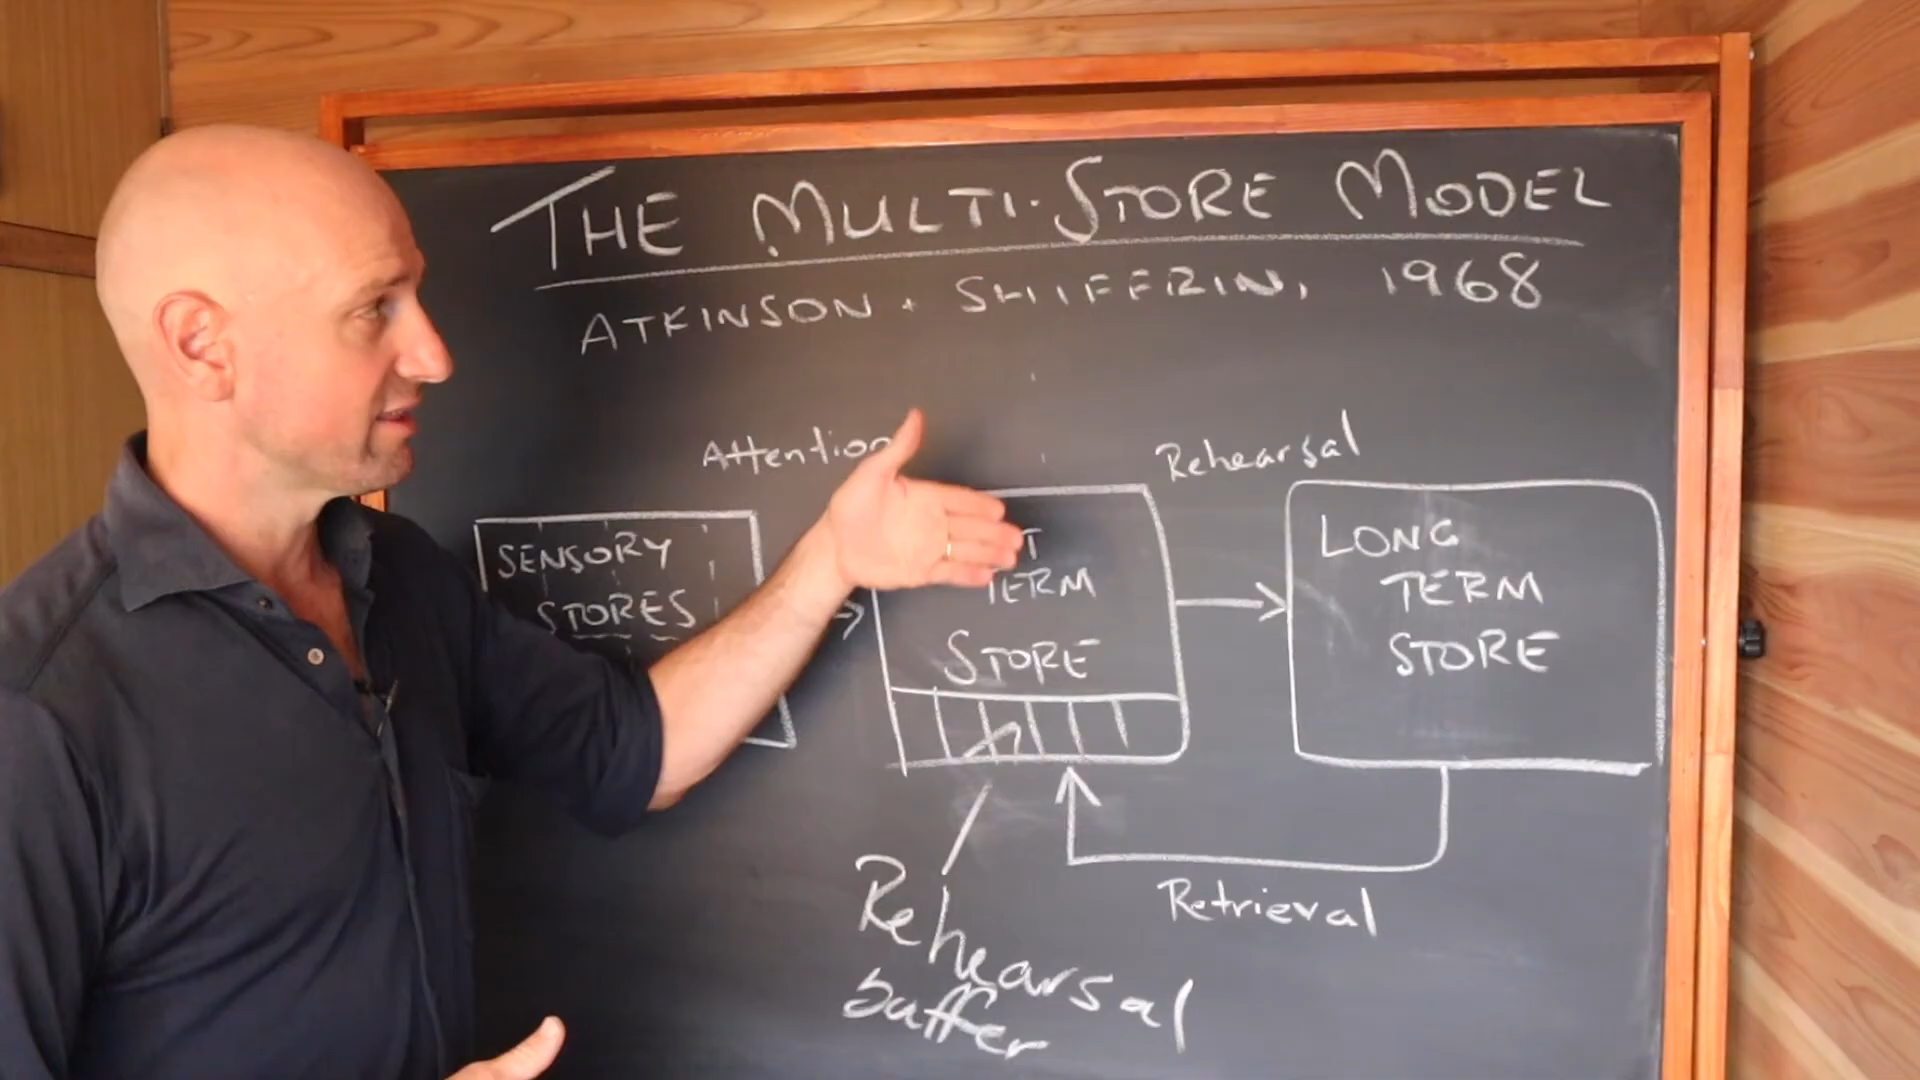 THE MULTI-STORE MODEL
ATKINSON + SHIFFRIN, 1968
Attention
Rehearsal
SENSORY
STORES
T
TERM
STORE
LONG
TERM
STORE
Retrieval
Rehearsal
buffer